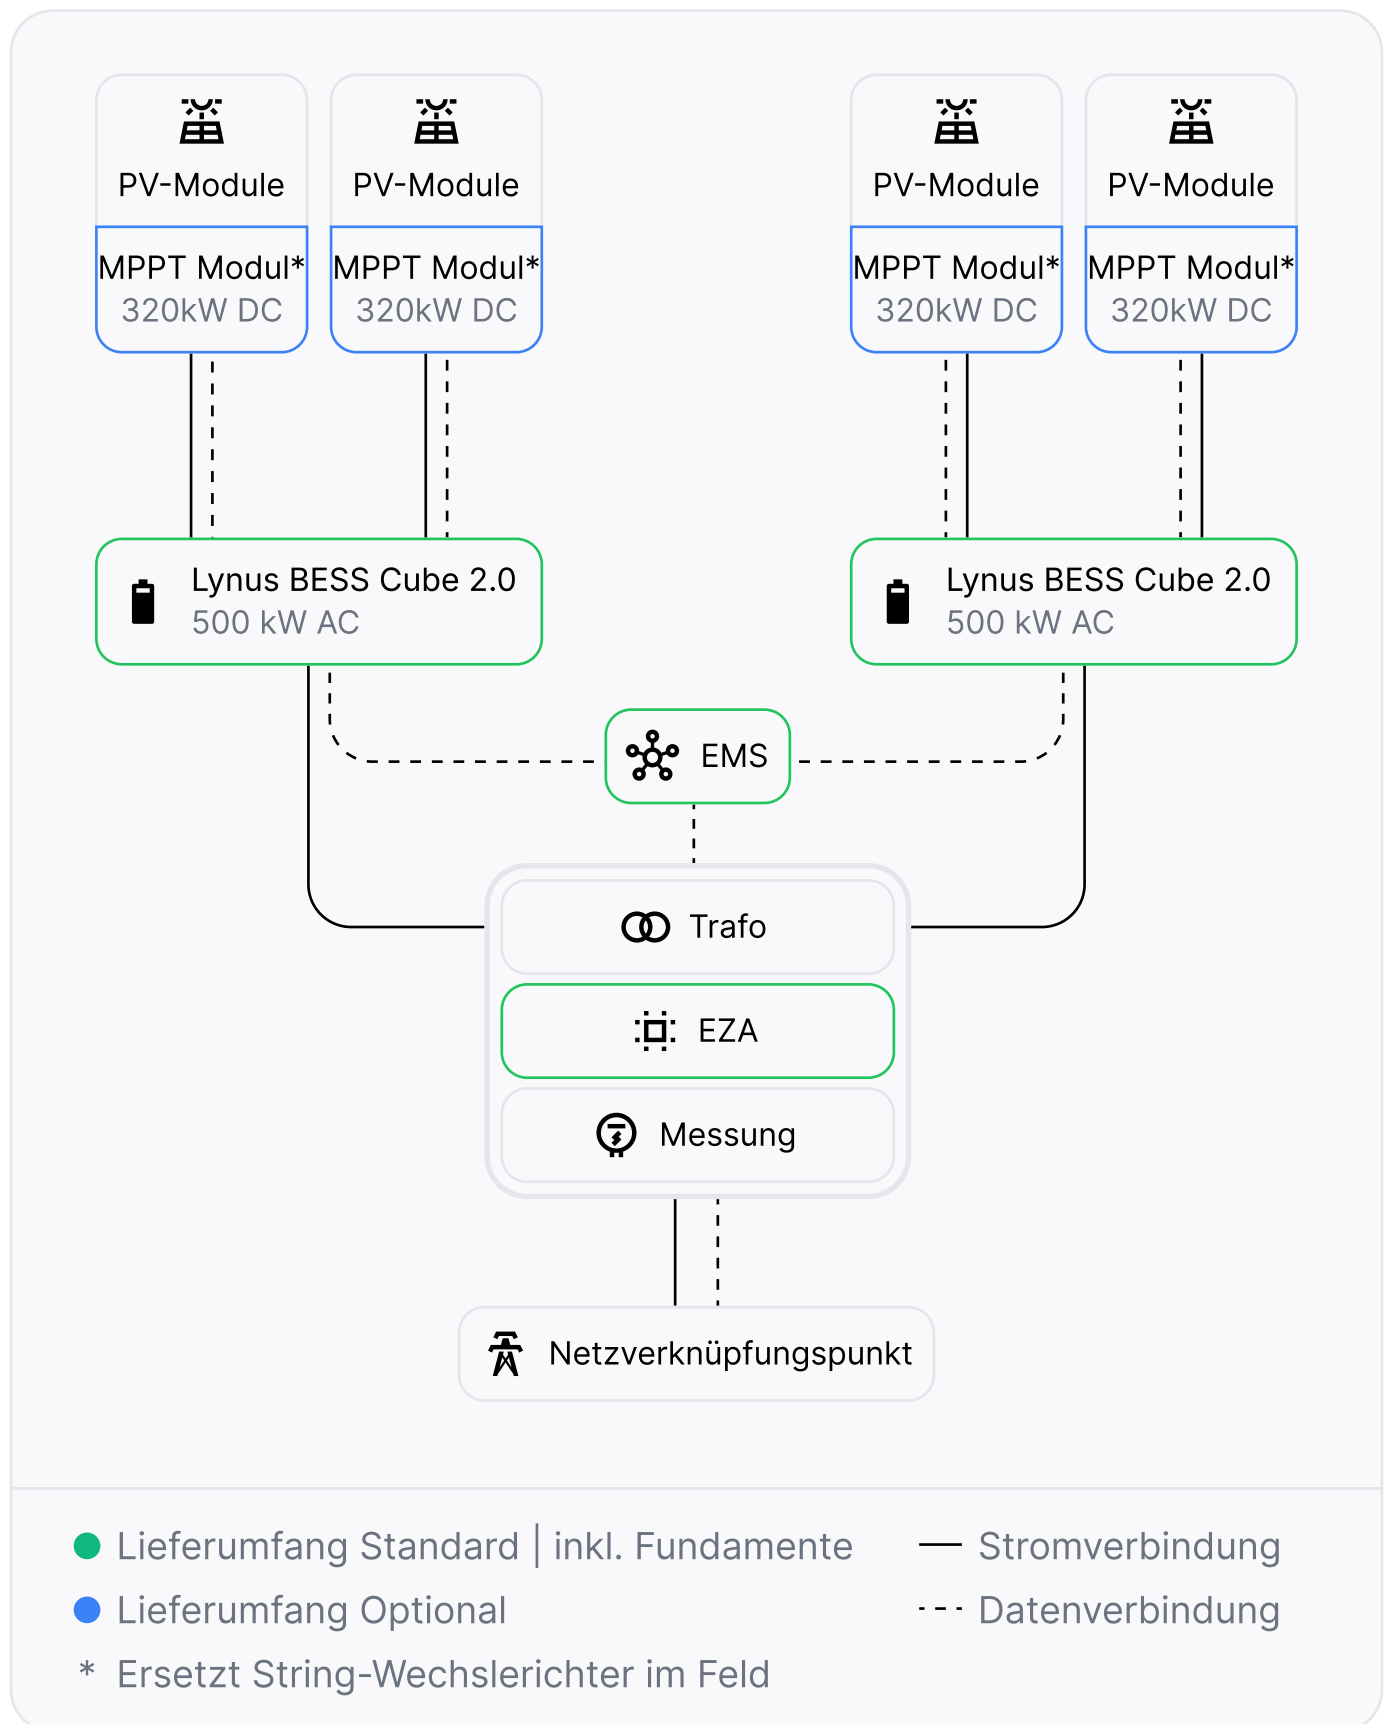 PV-Module
PV-Module
PV-Module
PV-Module
MPPT Modul*
320kW DC
MPPT Modul*
320kW DC
MPPT Modul*
320kW DC
MPPT Modul*
320kW DC
Lynus BESS Cube 2.0
500 kW AC
Lynus BESS Cube 2.0
500 kW AC
EMS
Trafo
EZA
Messung
Netzverknüpfungspunkt
Lieferumfang Standard | inkl. Fundamente
Lieferumfang Optional
* Ersetzt String-Wechslerichter im Feld
Stromverbindung
Datenverbindung